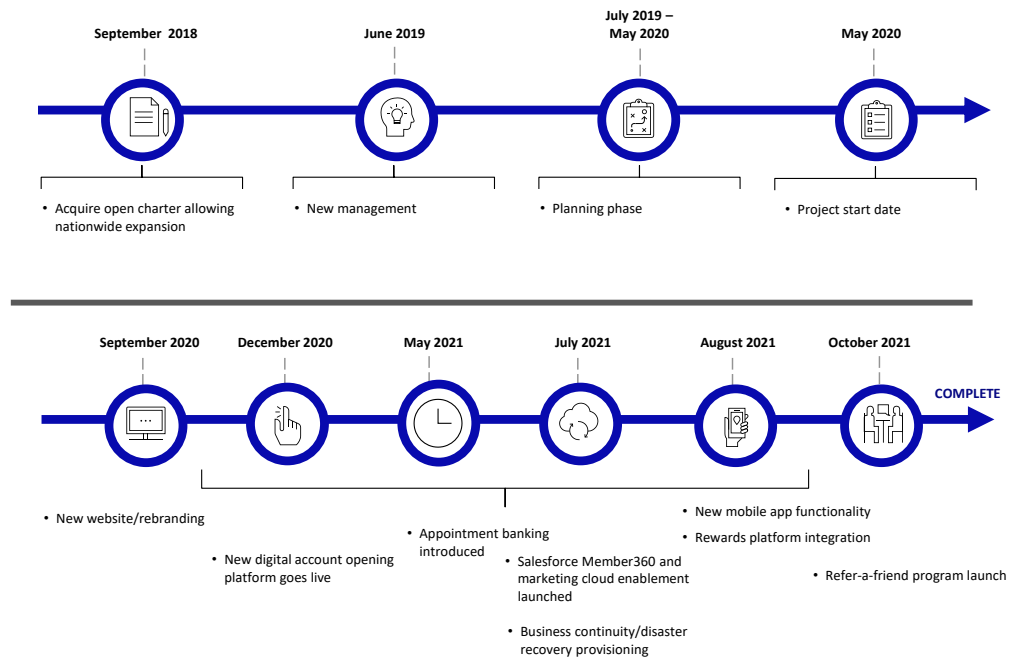 September 2018
June 2019
July 2019 –
May 2020
May 2020
• Acquire open charter allowing
nationwide expansion
• New management
• Planning phase
• Project start date
September 2020
December 2020
May 2021
July 2021
August 2021
October 2021
COMPLETE
• New website/rebranding
• New digital account opening
platform goes live
• Appointment banking
introduced
• Salesforce Member360 and
marketing cloud enablement
launched
• Business continuity/disaster
recovery provisioning
• New mobile app functionality
• Rewards platform integration
• Refer-a-friend program launch